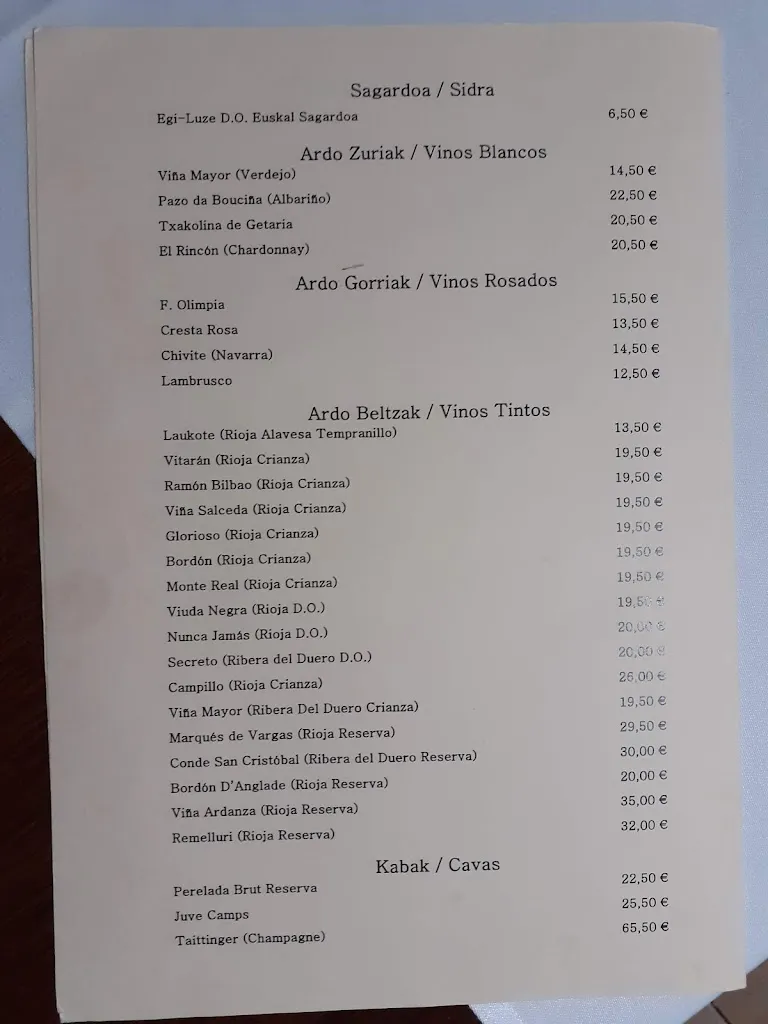 Sagardoa / Sidra
Egi-Luze D.O. Euskal Sagardoa 6,50 €
Ardo Zuriak / Vinos Blancos
Viña Mayor (Verdejo) 14,50 €
Pazo da Bouciña (Albariño) 22,50 €
Txakolina de Getaria 20,50 €
El Rincón (Chardonnay) 20,50 €
Ardo Gorriak / Vinos Rosados
F. Olimpia 15,50 €
Cresta Rosa 13,50 €
Chivite (Navarra) 14,50 €
Lambrusco 12,50 €
Ardo Beltzak / Vinos Tintos
Laukote (Rioja Alavesa Tempranillo) 13,50 €
Vitarán (Rioja Crianza) 19,50 €
Ramón Bilbao (Rioja Crianza) 19,50 €
Viña Salceda (Rioja Crianza) 19,50 €
Glorioso (Rioja Crianza) 19,50 €
Bordón (Rioja Crianza) 19,50 €
Monte Real (Rioja Crianza) 19,50 €
Viuda Negra (Rioja D.O.) 19,50 €
Nunca Jamás (Rioja D.O.) 20,00 €
Secreto (Ribera del Duero D.O.) 20,00 €
Campillo (Rioja Crianza) 26,00 €
Viña Mayor (Ribera Del Duero Crianza) 19,50 €
Marqués de Vargas (Rioja Reserva) 29,50 €
Conde San Cristóbal (Ribera del Duero Reserva) 30,00 €
Bordón D'Anglade (Rioja Reserva) 20,00 €
Viña Ardanza (Rioja Reserva) 35,00 €
Remelluri (Rioja Reserva) 32,00 €
Kabak / Cavas
Perelada Brut Reserva 22,50 €
Juve Camps 25,50 €
Taittinger (Champagne) 65,50 €